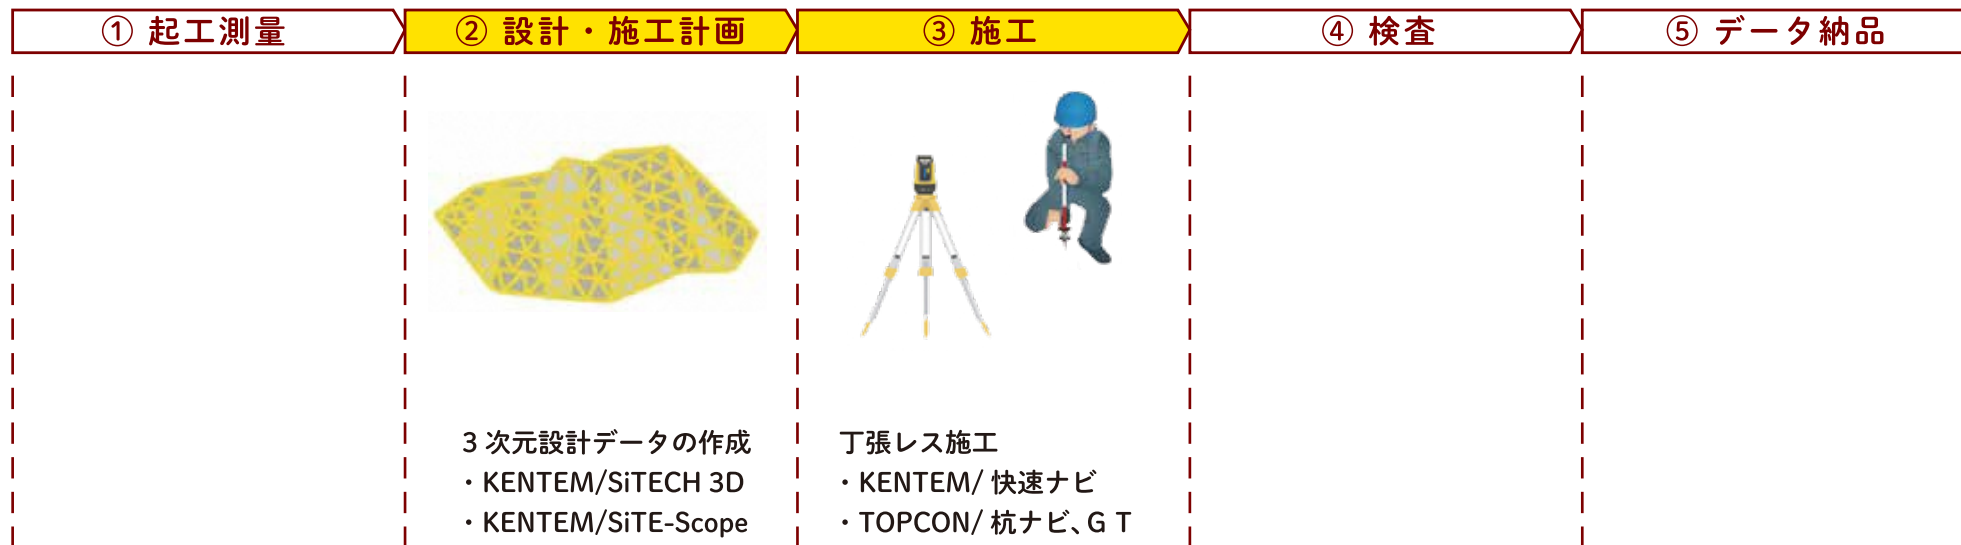 ① 起工測量
② 設計・施工計画
③ 施工
④ 検査
⑤ データ納品
3 次元設計データの作成
・KENTEM/SiTECH 3D
・KENTEM/SiTE-Scope
丁張レス施工
・KENTEM/ 快速ナビ
・TOPCON/ 杭ナビ、G T